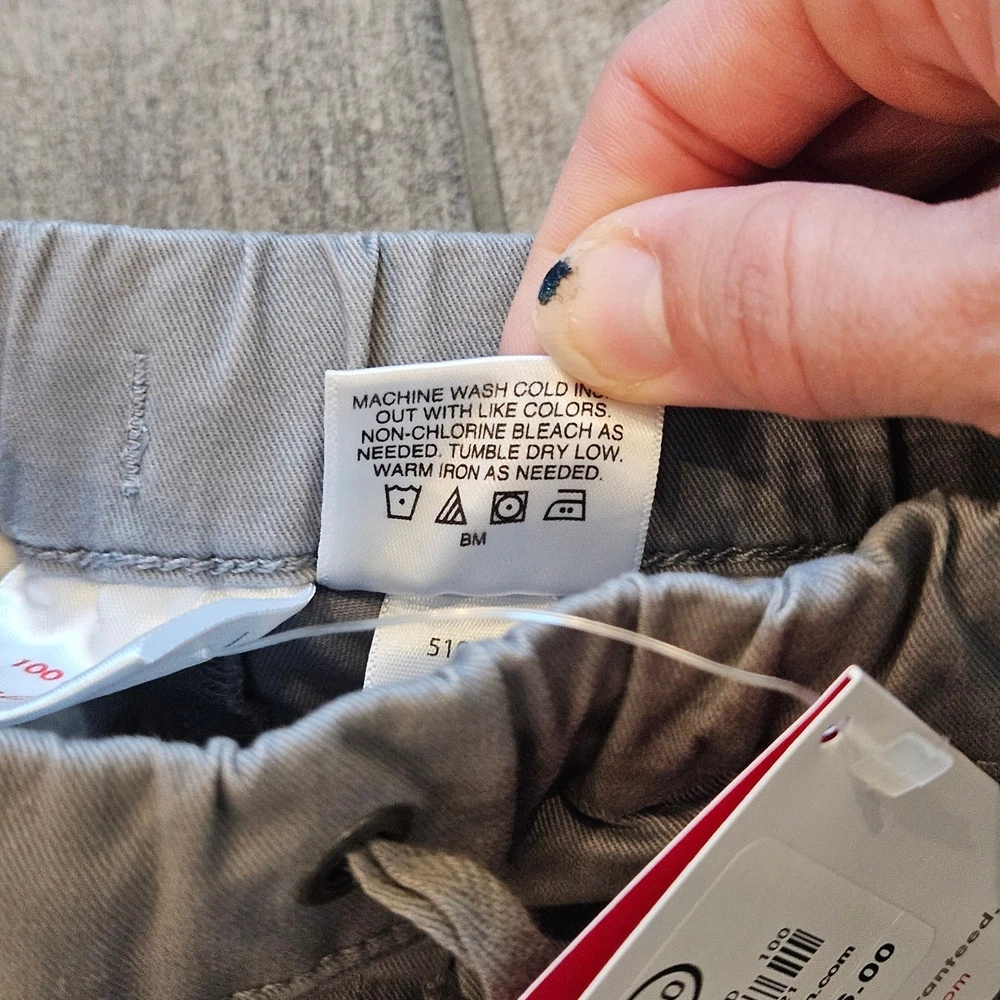 MACHINE WASH COLD
OUT WITH LIKE COLORS.
NON-CHLORINE BLEACH AS
NEEDED. TUMBLE DRY LOW.
WARM IRON AS NEEDED.
BM
100
100